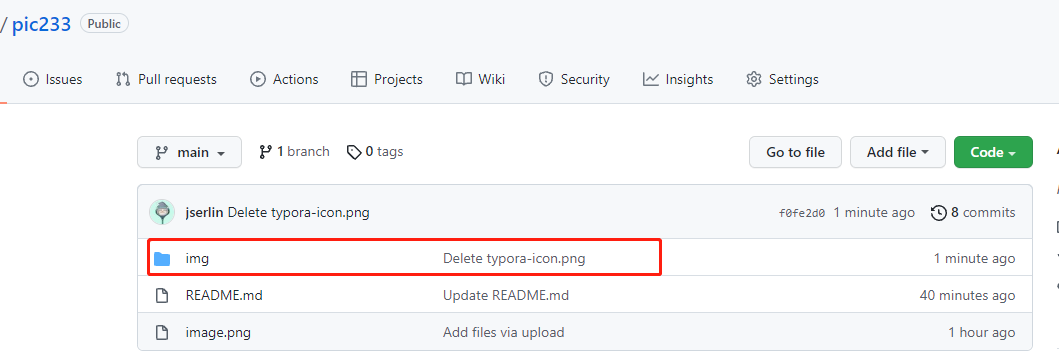 / pic233 Public
Issues Pull requests Actions Projects Wiki Security Insights Settings
main 1 branch 0 tags Go to file Add file Code
jserlin Delete typora-icon.png f0fe2d0 1 minute ago 8 commits
img Delete typora-icon.png 1 minute ago
README.md Update README.md 40 minutes ago
image.png Add files via upload 1 hour ago